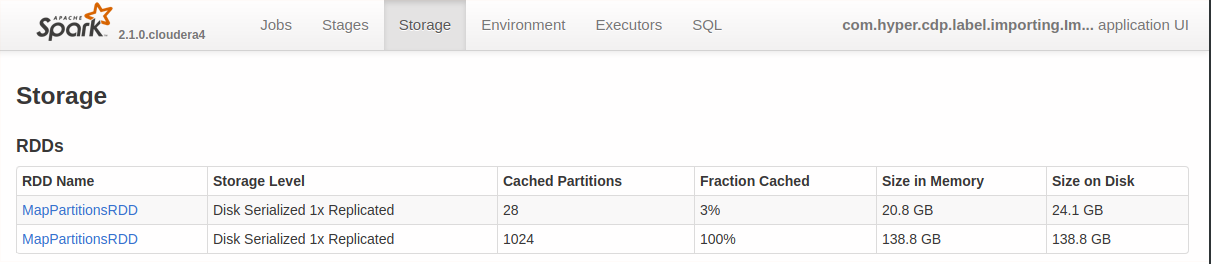 APACHE
Spark 2.1.0.cloudera4 Jobs Stages Storage Environment Executors SQL com.hyper.cdp.label.importing.Im... application UI
Storage
RDDs
RDD Name Storage Level Cached Partitions Fraction Cached Size in Memory Size on Disk
MapPartitionsRDD Disk Serialized 1x Replicated 28 3% 20.8 GB 24.1 GB
MapPartitionsRDD Disk Serialized 1x Replicated 1024 100% 138.8 GB 138.8 GB